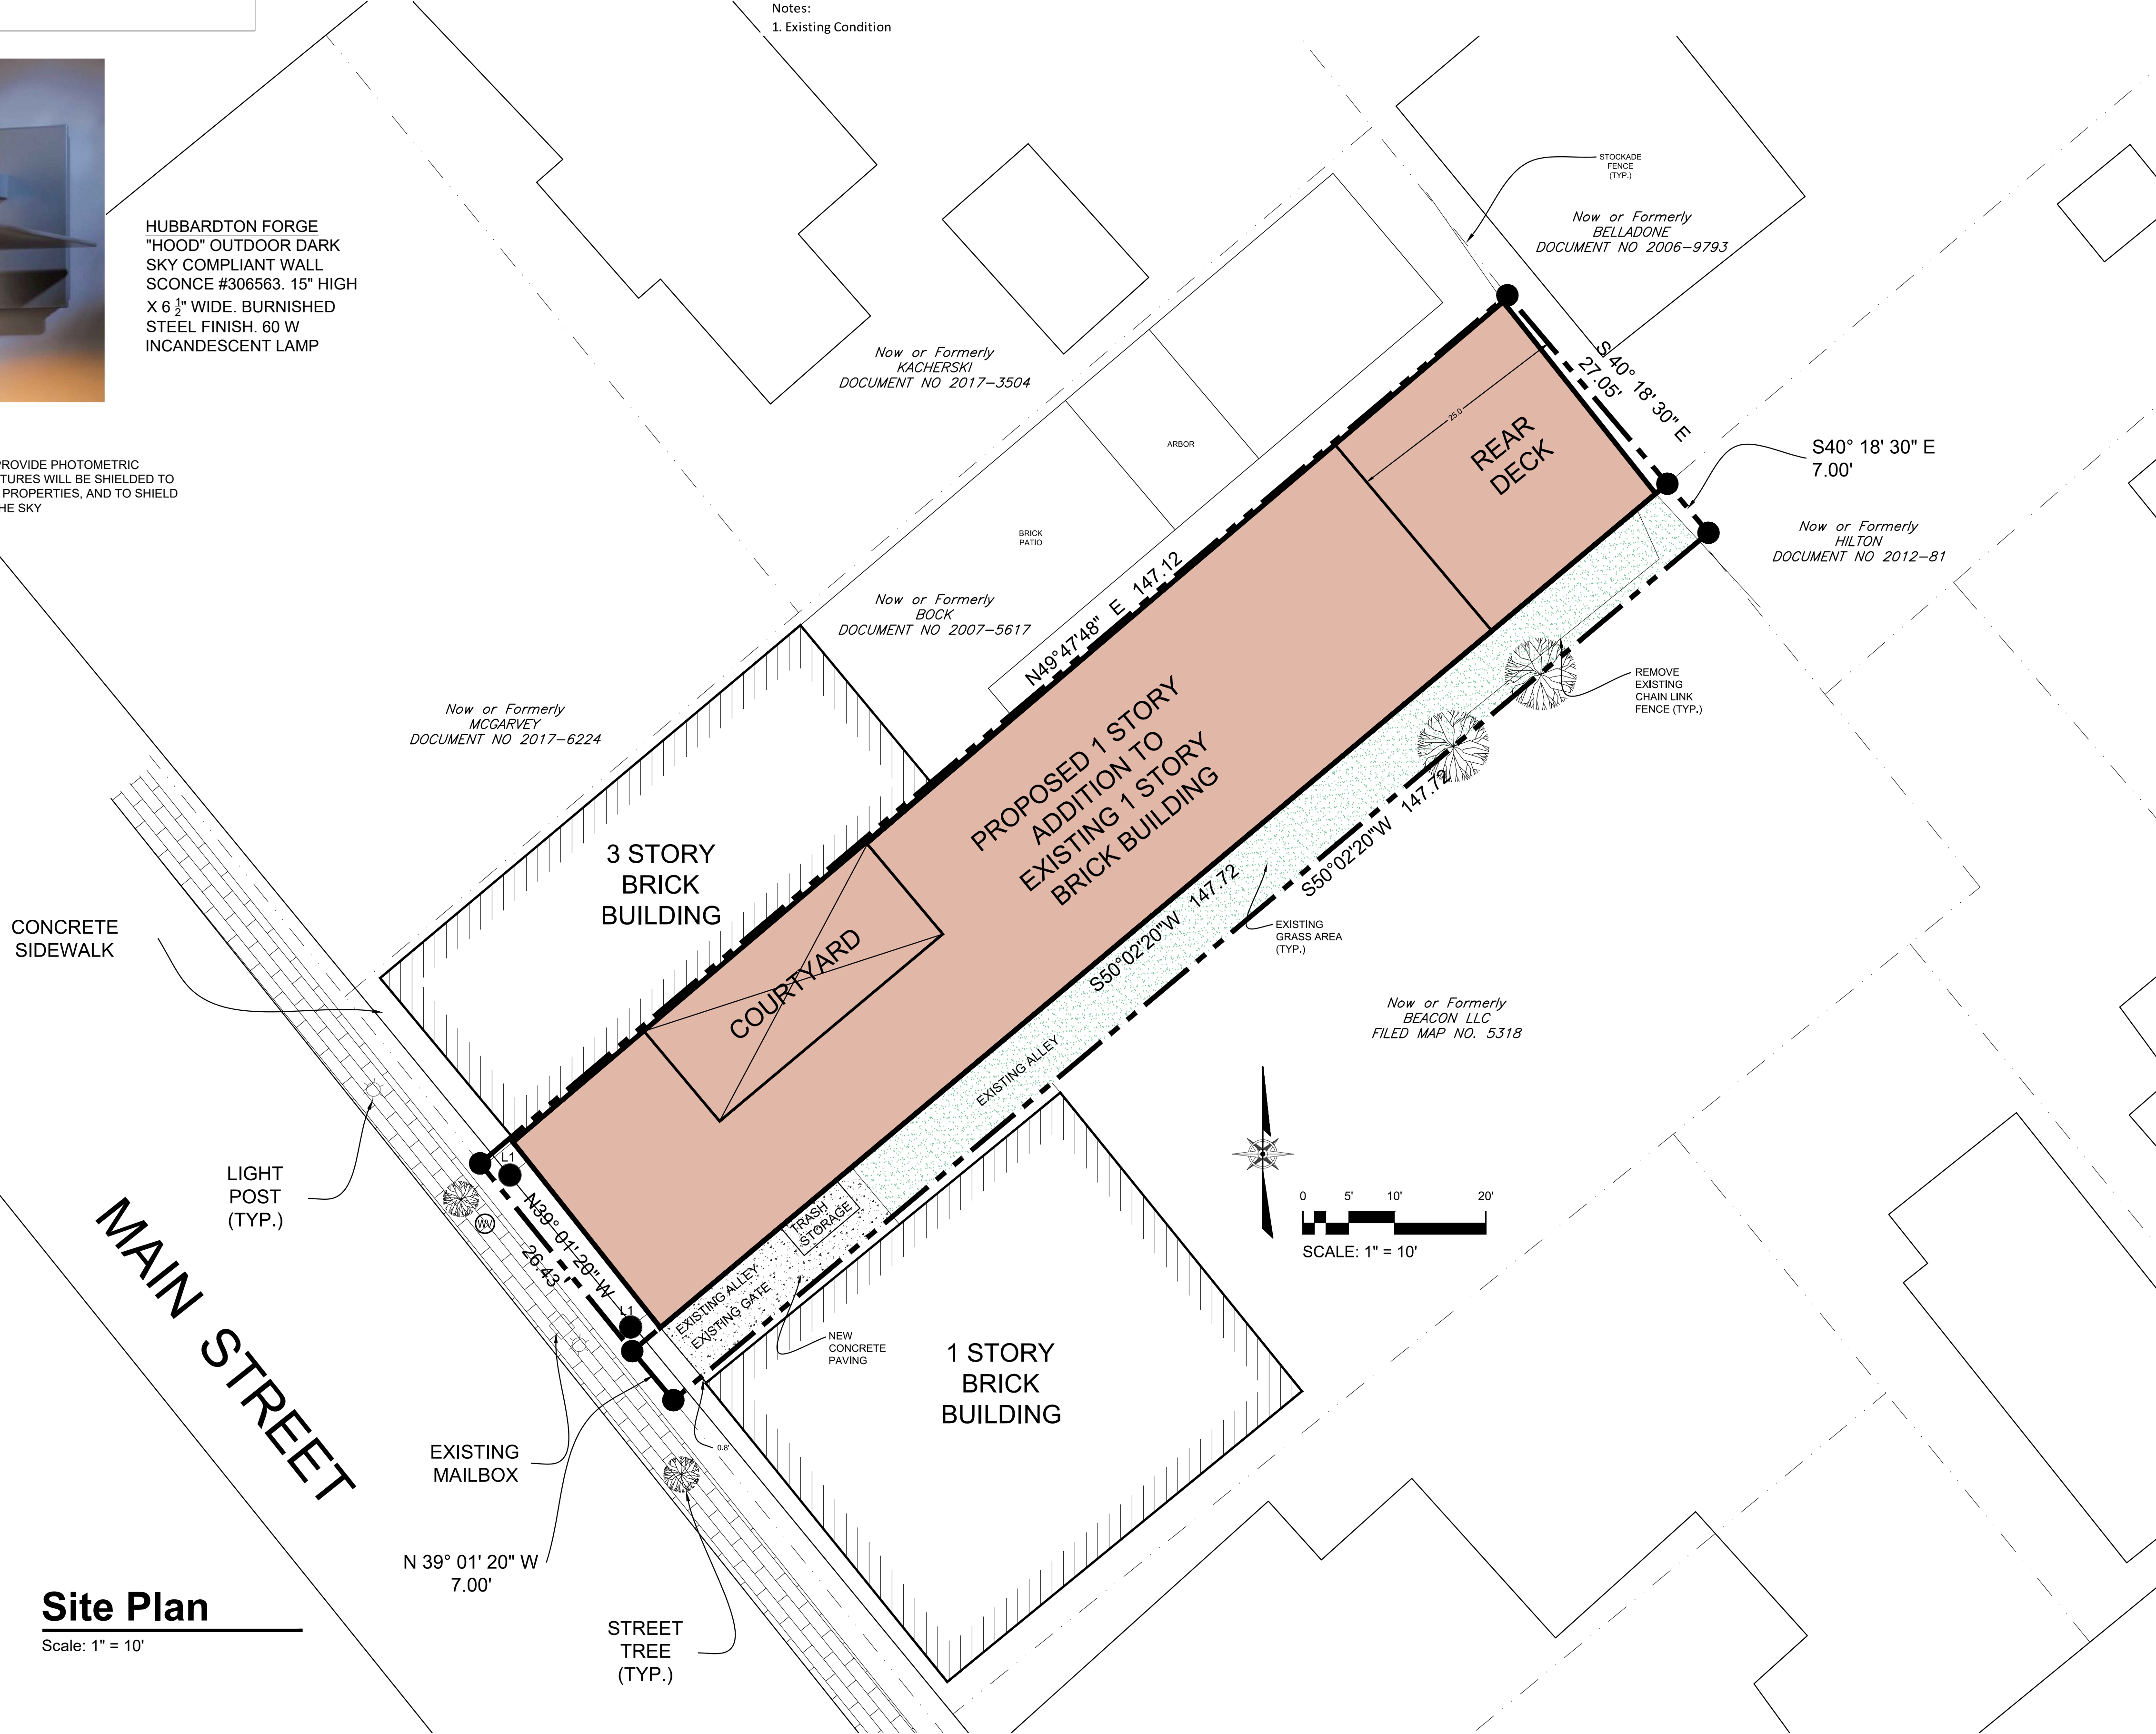 Notes:
1. Existing Condition
HUBBARDTON FORGE
"HOOD" OUTDOOR DARK
SKY COMPLIANT WALL
SCONCE #306563. 15" HIGH
X 6 1/2" WIDE. BURNISHED
STEEL FINISH. 60 W
INCANDESCENT LAMP
PROVIDE PHOTOMETRIC
TURES WILL BE SHIELDED TO
PROPERTIES, AND TO SHIELD
HE SKY
STOCKADE
FENCE
(TYP.)
Now or Formerly
BELLADONE
DOCUMENT NO 2006-9793
Now or Formerly
KACHERSKI
DOCUMENT NO 2017-3504
S 40° 18' 30" E
27.05'
25.0
REAR
DECK
S40° 18' 30" E
7.00'
ARBOR
BRICK
PATIO
Now or Formerly
HILTON
DOCUMENT NO 2012-81
N49°47'48" E 147.12
Now or Formerly
BOCK
DOCUMENT NO 2007-5617
REMOVE
EXISTING
CHAIN LINK
FENCE (TYP.)
Now or Formerly
MCGARVEY
DOCUMENT NO 2017-6224
PROPOSED 1 STORY
ADDITION TO
EXISTING 1 STORY
BRICK BUILDING
3 STORY
BRICK
BUILDING
S50°02'20"W 147.72
S50°02'20"W 147.72
CONCRETE
SIDEWALK
COURTYARD
EXISTING
GRASS AREA
(TYP.)
Now or Formerly
BEACON LLC
FILED MAP NO. 5318
EXISTING ALLEY
LIGHT
POST
(TYP.)
L1
WV
N39° 01' 20" W
26.43'
L1
TRASH
STORAGE
EXISTING ALLEY
EXISTING GATE
0 5' 10' 20'
SCALE: 1" = 10'
MAIN STREET
NEW
CONCRETE
PAVING
1 STORY
BRICK
BUILDING
0.8'
EXISTING
MAILBOX
N 39° 01' 20" W
7.00'
STREET
TREE
(TYP.)
Site Plan
Scale: 1" = 10'